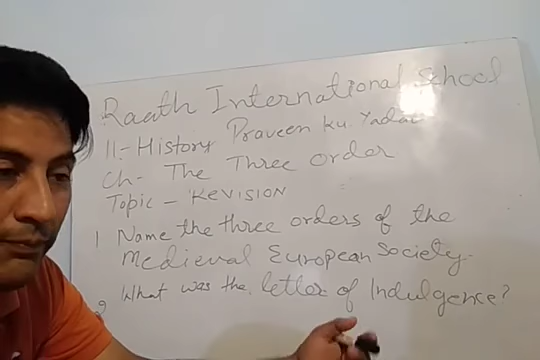 Raath International School
11- History Praveen Ku. Yadav
Ch- The Three Order
Topic - REVISION
1. Name the three orders of the
Medieval European Society.
2 What was the letter of Indulgence?